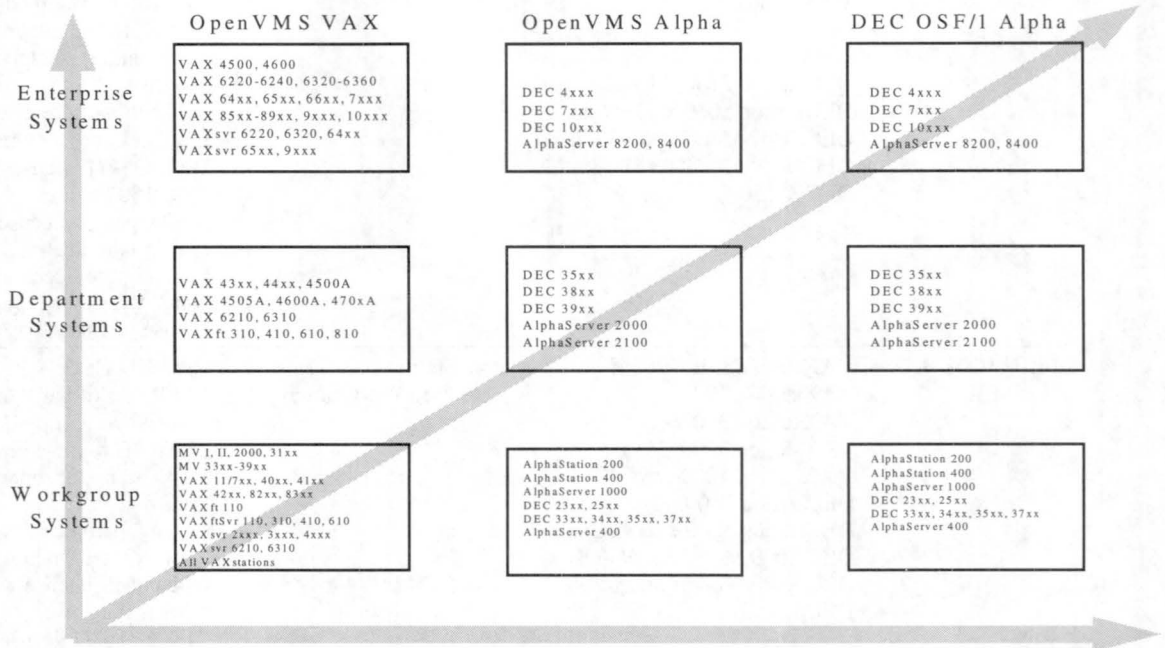 OpenVMS VAX
OpenVMS Alpha
DEC OSF/1 Alpha
Enterprise
Systems
VAX 4500, 4600
VAX 6220-6240, 6320-6360
VAX 64xx, 65xx, 66xx, 7xxx
VAX 85xx-89xx, 9xxx, 10xxx
VAXsvr 6220, 6320, 64xx
VAXsvr 65xx, 9xxx
DEC 4xxx
DEC 7xxx
DEC 10xxx
AlphaServer 8200, 8400
DEC 4xxx
DEC 7xxx
DEC 10xxx
AlphaServer 8200, 8400
Department
Systems
VAX 43xx, 44xx, 4500A
VAX 4505A, 4600A, 470xA
VAX 6210, 6310
VAXft 310, 410, 610, 810
DEC 35xx
DEC 38xx
DEC 39xx
AlphaServer 2000
AlphaServer 2100
DEC 35xx
DEC 38xx
DEC 39xx
AlphaServer 2000
AlphaServer 2100
Workgroup
Systems
MV I, II, 2000, 31xx
MV 33xx-39xx
VAX 11/7xx, 40xx, 41xx
VAX 42xx, 82xx, 83xx
VAXft 110
VAXftSvr 110, 310, 410, 610
VAXsvr 2xxx, 3xxx, 4xxx
VAXsvr 6210, 6310
All VAXstations
AlphaStation 200
AlphaStation 400
AlphaServer 1000
DEC 23xx, 25xx
DEC 33xx, 34xx, 35xx, 37xx
AlphaServer 400
AlphaStation 200
AlphaStation 400
AlphaServer 1000
DEC 23xx, 25xx
DEC 33xx, 34xx, 35xx, 37xx
AlphaServer 400